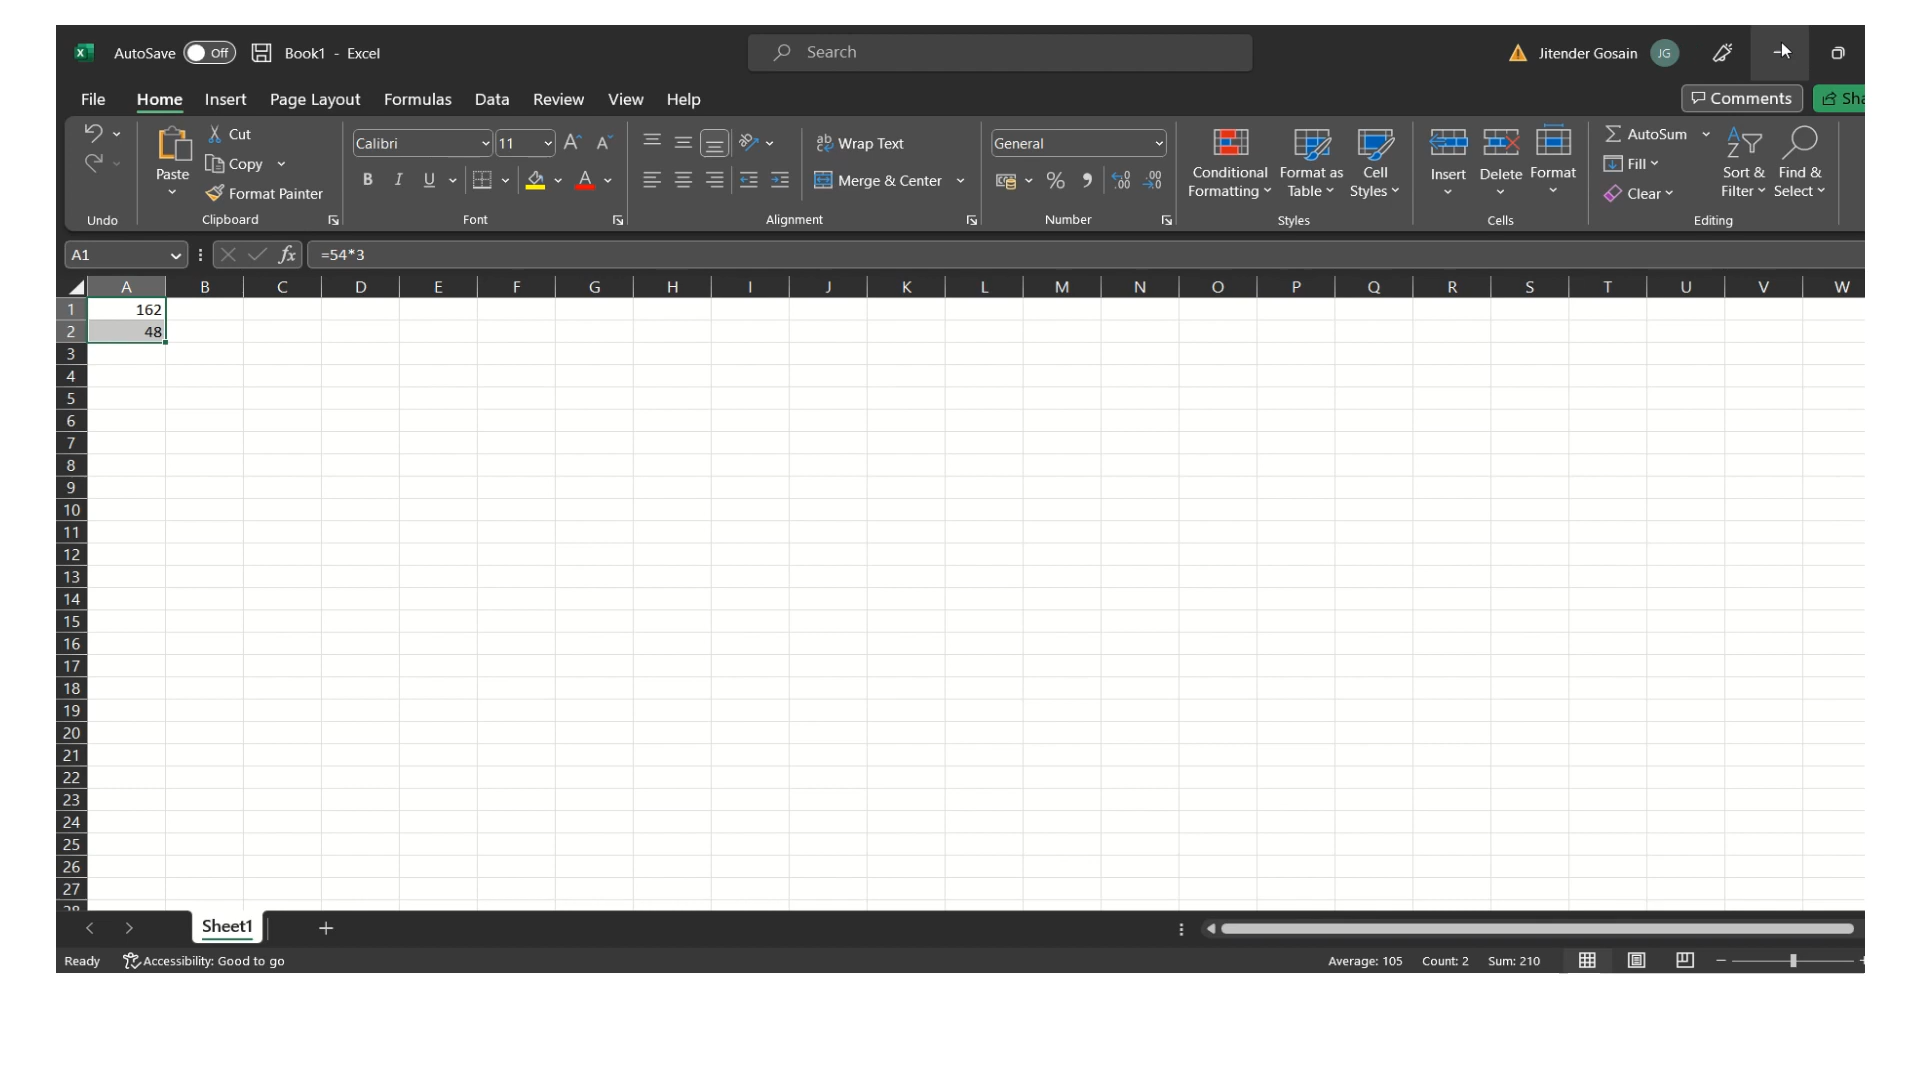 AutoSave Off Book1 - Excel Search Jitender Gosain JG
File Home Insert Page Layout Formulas Data Review View Help Comments
Cut
Copy
Format Painter
Paste
Undo Clipboard
Calibri 11
B I U
Font
Wrap Text
Merge & Center
Alignment
General
% ,
Number
Conditional Formatting
Format as Table
Cell Styles
Styles
Insert Delete Format
Cells
AutoSum
Fill
Clear
Sort & Filter
Find & Select
Editing
A1 fx =54*3
A B C D E F G H I J K L M N O P Q R S T U V W
1 162
2 48
3
4
5
6
7
8
9
10
11
12
13
14
15
16
17
18
19
20
21
22
23
24
25
26
27
Sheet1 +
Ready Accessibility: Good to go Average: 105 Count: 2 Sum: 210